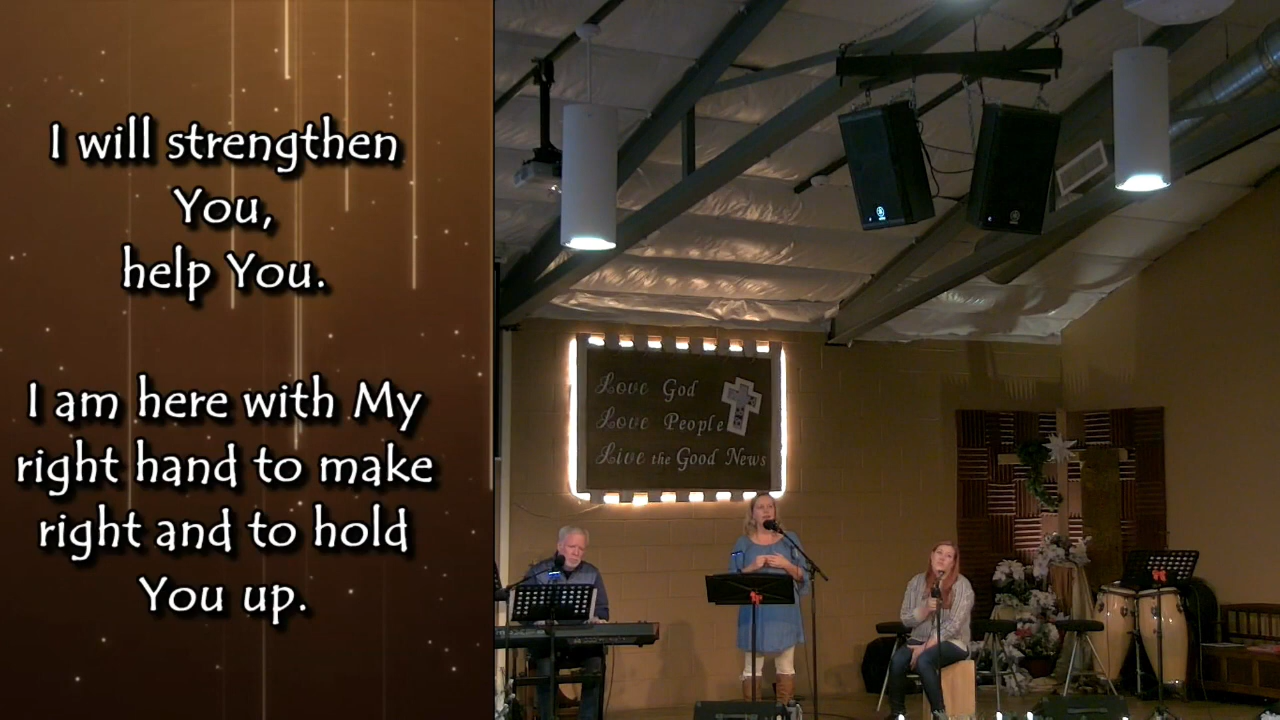 I will strengthen
You,
help You.
I am here with My
right hand to make
right and to hold
You up.
Love God
Love People
Live the Good News